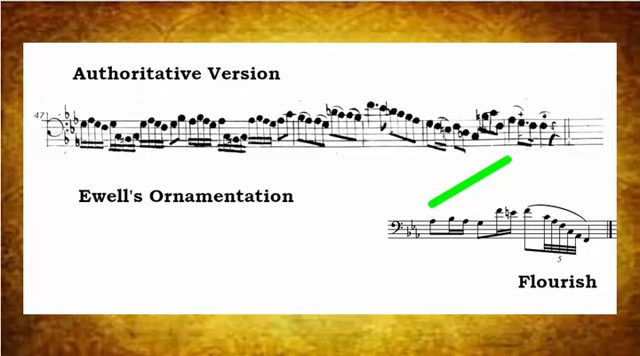 Authoritative Version
47
Ewell's Ornamentation
5
Flourish